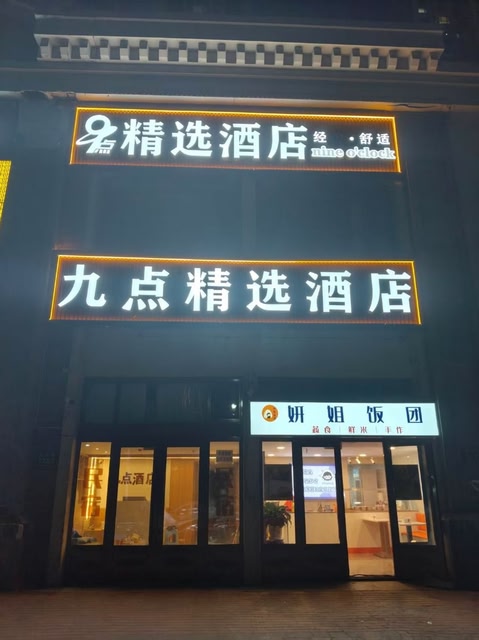 9点 精选酒店 经 · 舒适
nine o'clock
九点精选酒店
妍姐饭团
蔬食 | 鲜米 | 手作
点酒店